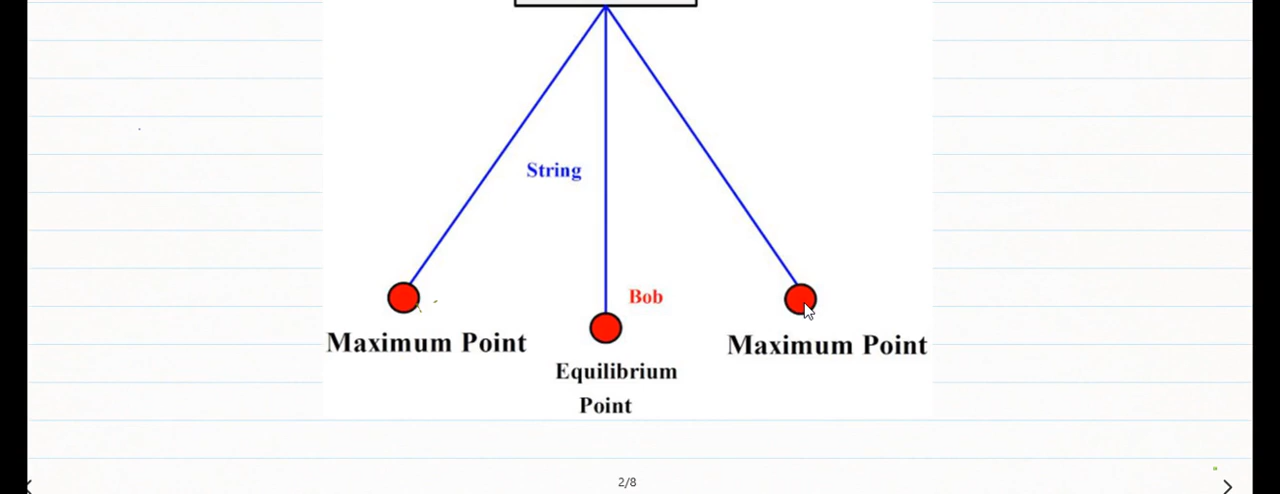 String
Bob
Maximum Point
Maximum Point
Equilibrium
Point
2/8